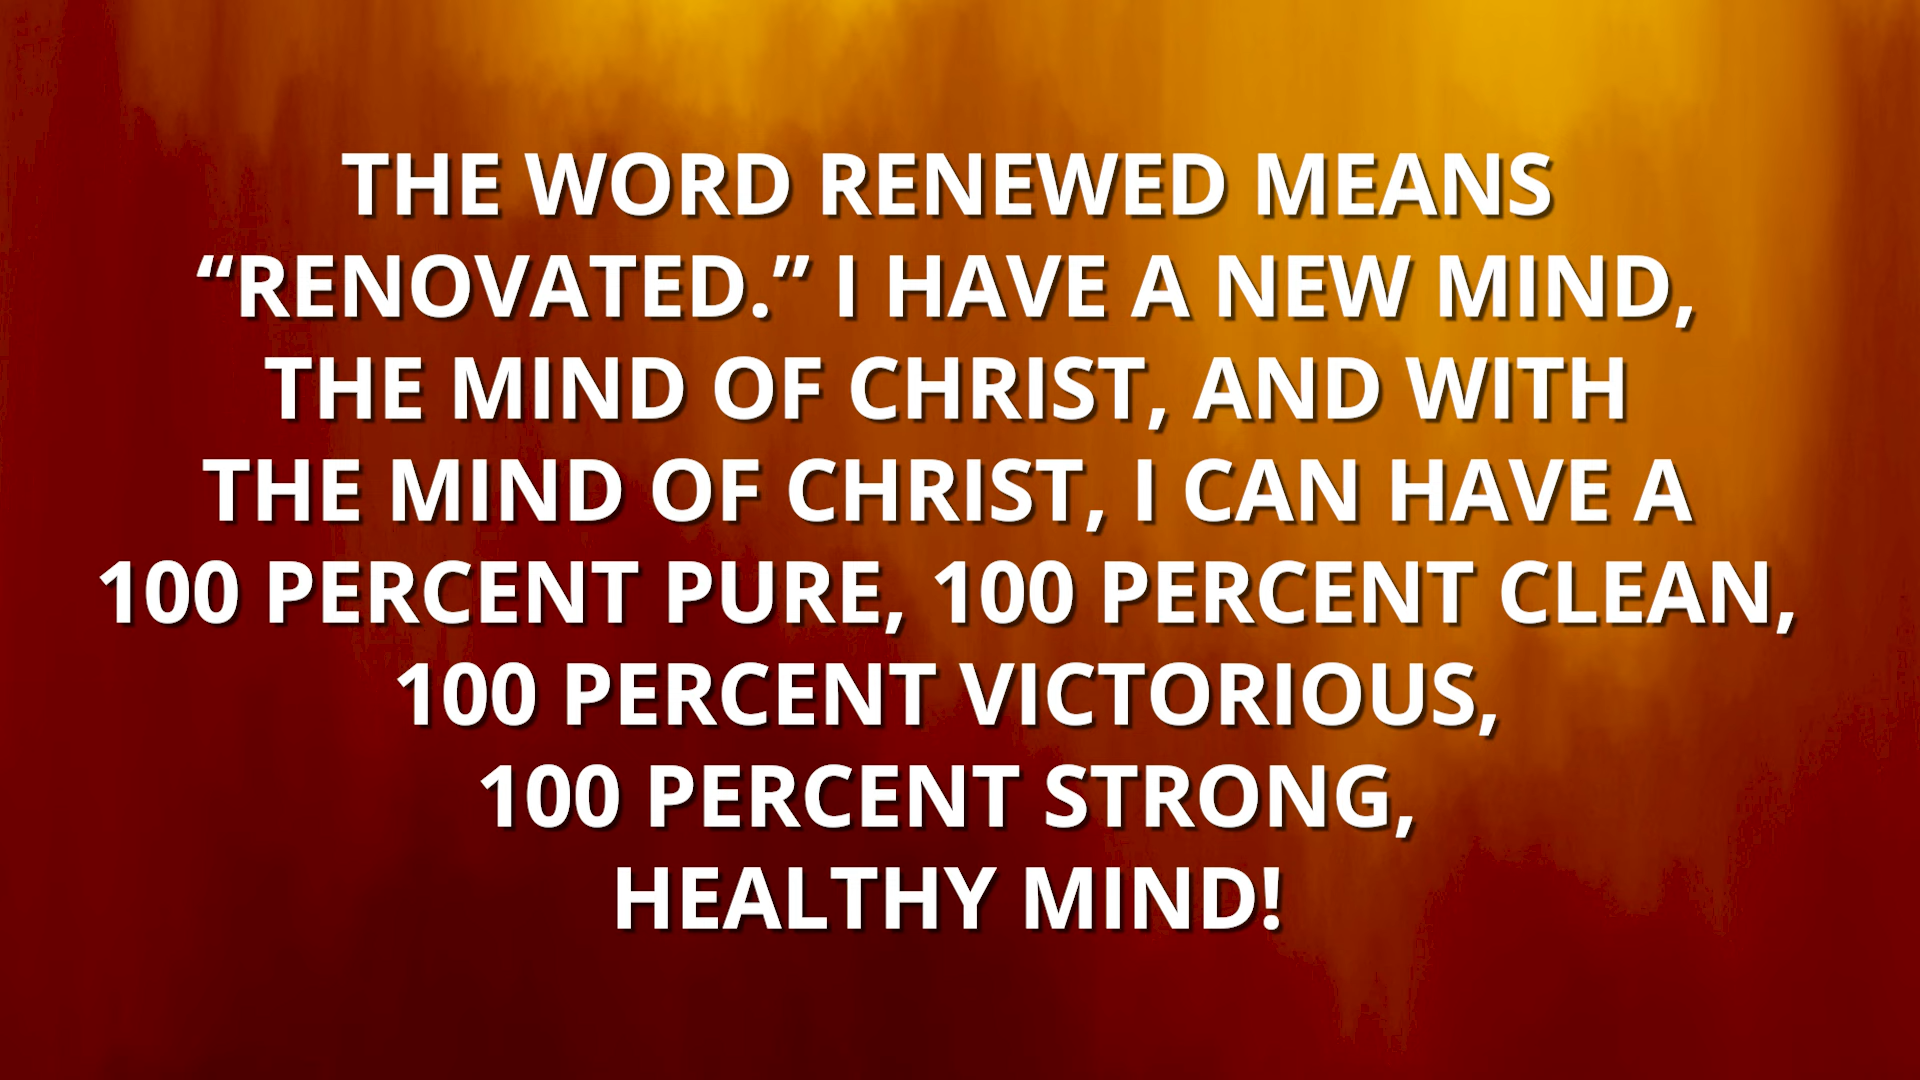 THE WORD RENEWED MEANS
“RENOVATED.” I HAVE A NEW MIND,
THE MIND OF CHRIST, AND WITH
THE MIND OF CHRIST, I CAN HAVE A
100 PERCENT PURE, 100 PERCENT CLEAN,
100 PERCENT VICTORIOUS,
100 PERCENT STRONG,
HEALTHY MIND!